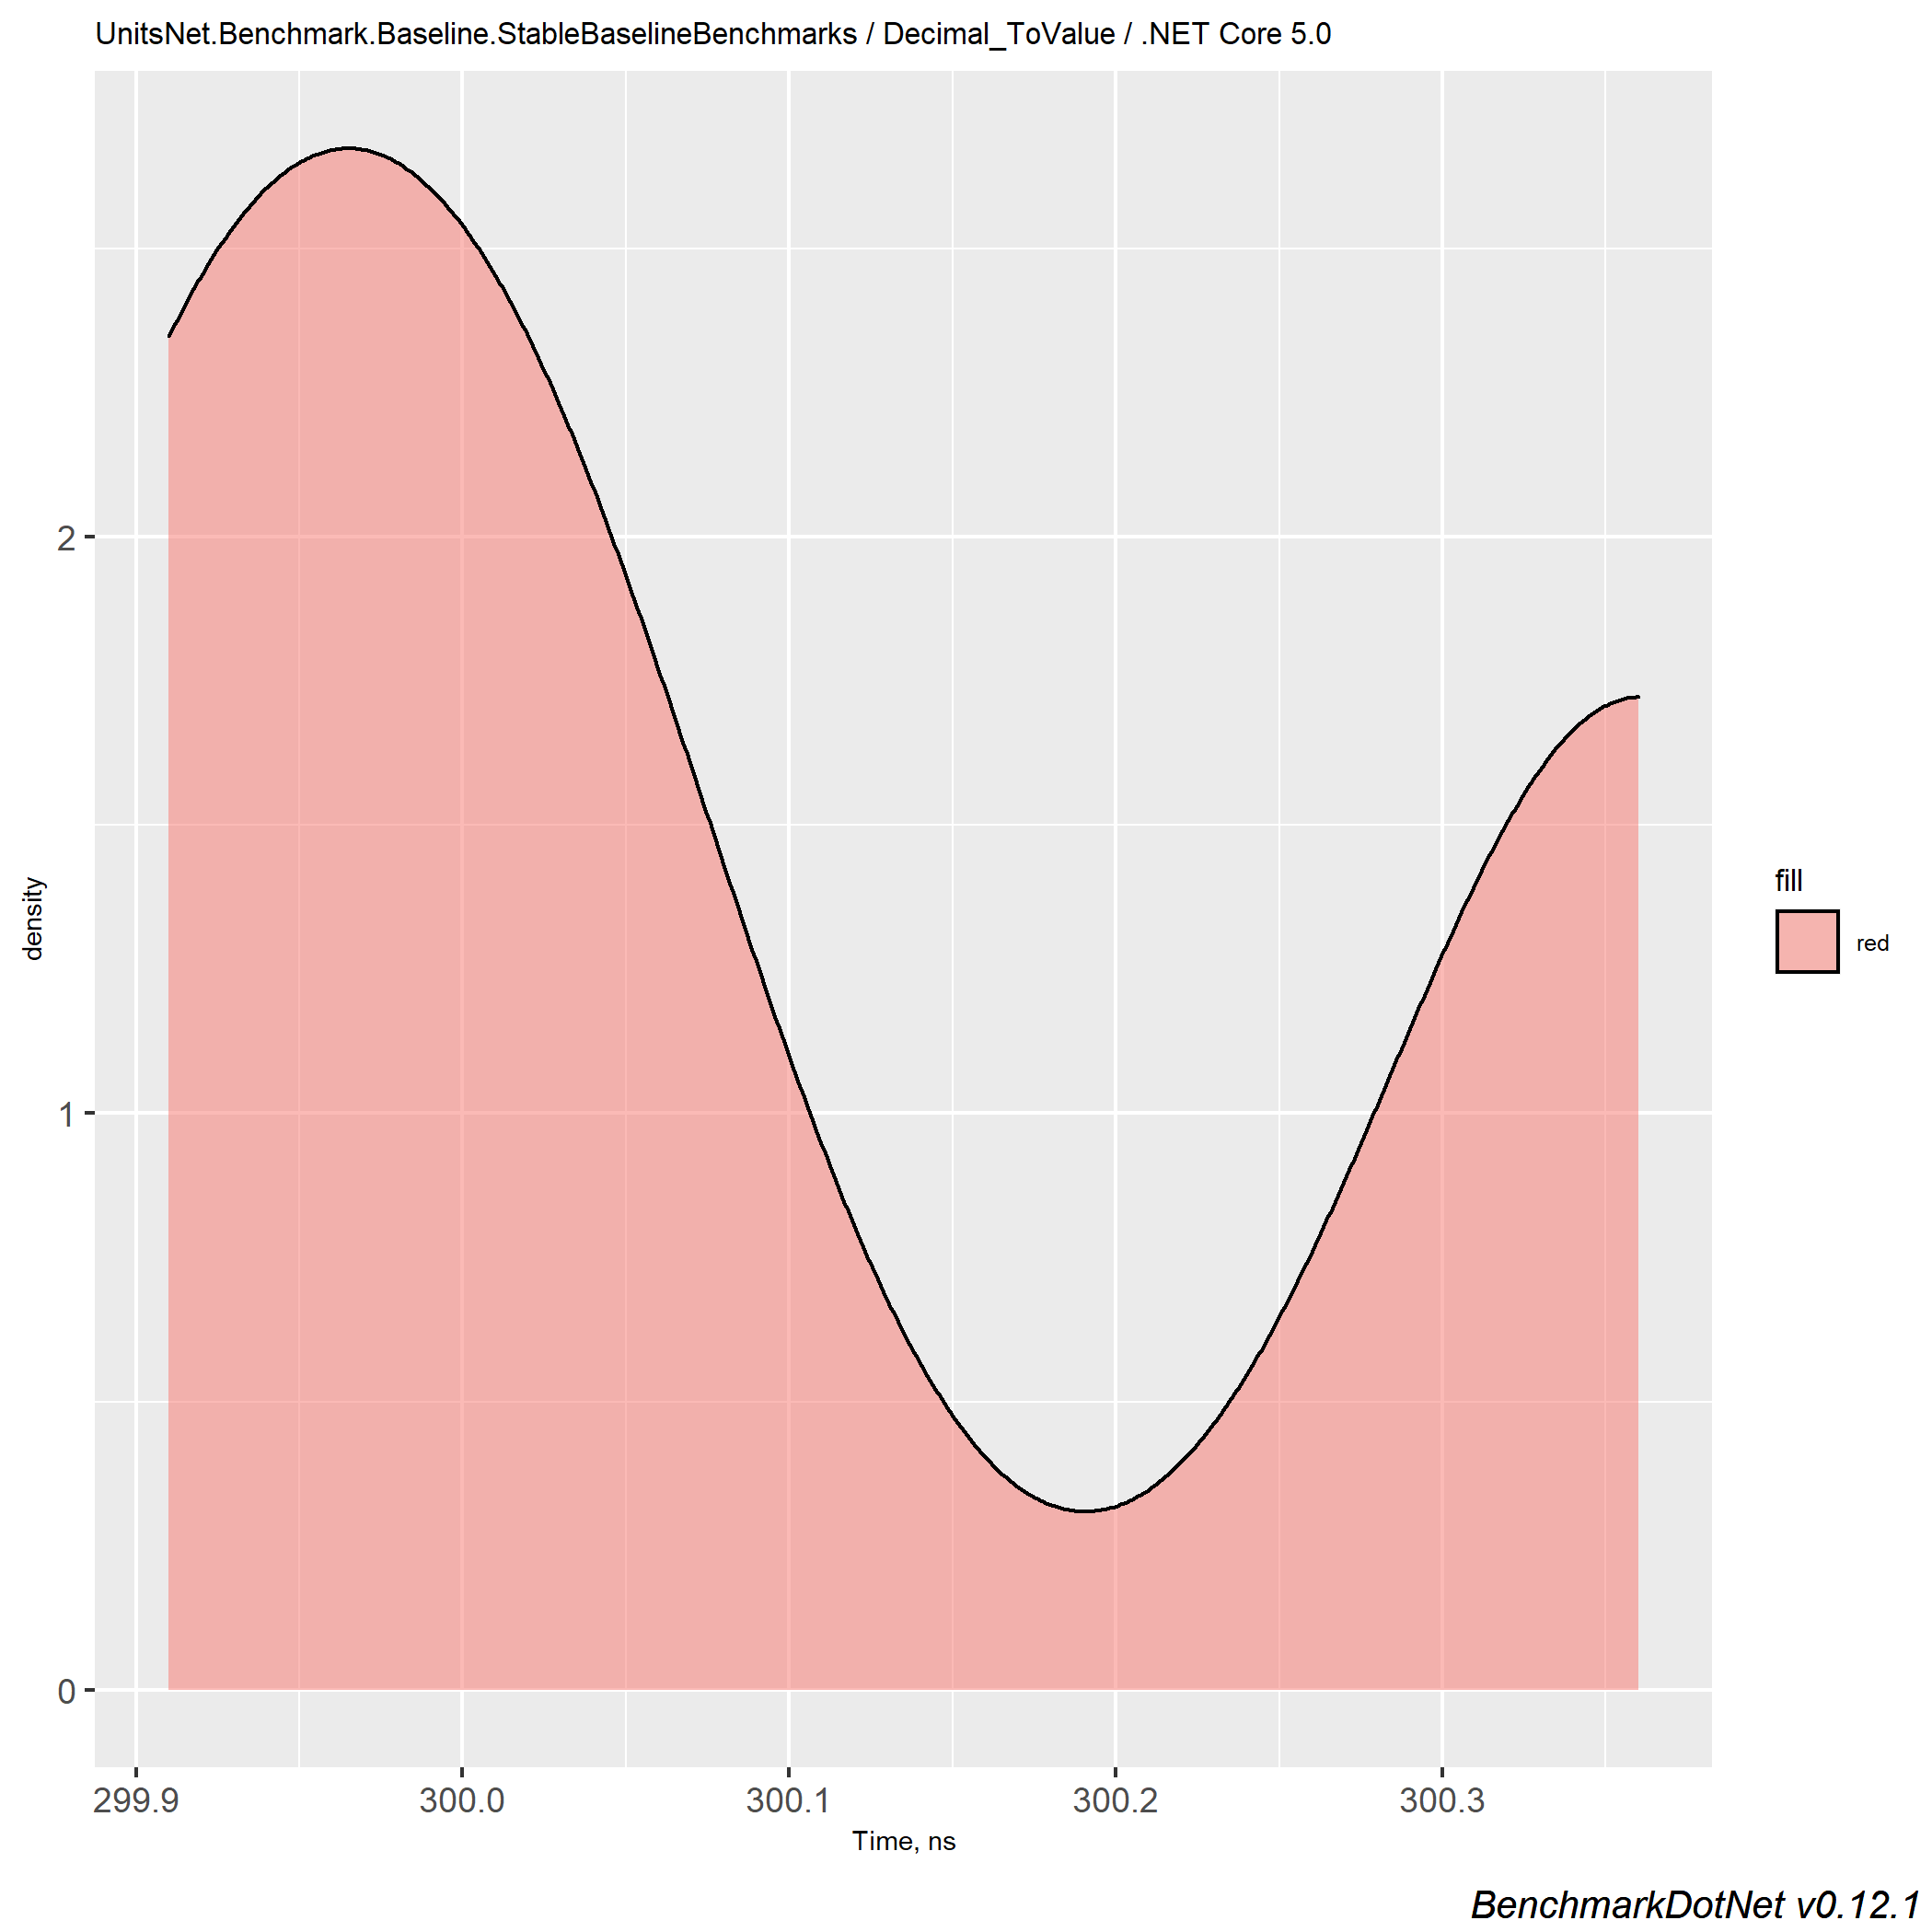 UnitsNet.Benchmark.Baseline.StableBaselineBenchmarks / Decimal_ToValue / .NET Core 5.0
2
1
0
density
299.9 300.0 300.1 300.2 300.3
Time, ns
fill
red
BenchmarkDotNet v0.12.1